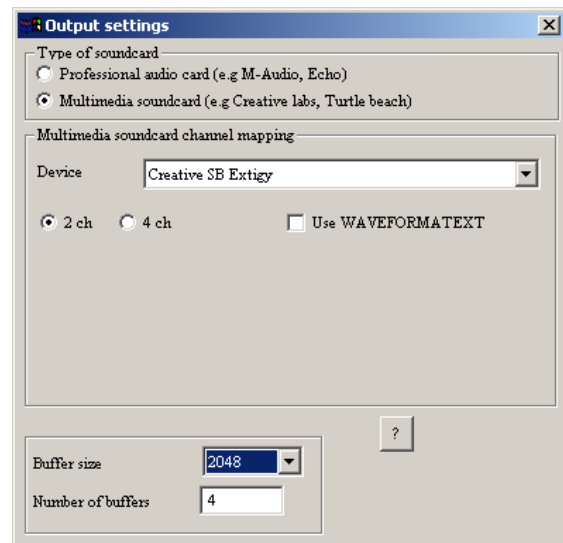 Output settings
Type of soundcard
Professional audio card (e.g M-Audio, Echo)
Multimedia soundcard (e.g Creative labs, Turtle beach)
Multimedia soundcard channel mapping
Device Creative SB Extigy
2 ch 4 ch Use WAVEFORMATEXT
?
Buffer size 2048
Number of buffers 4